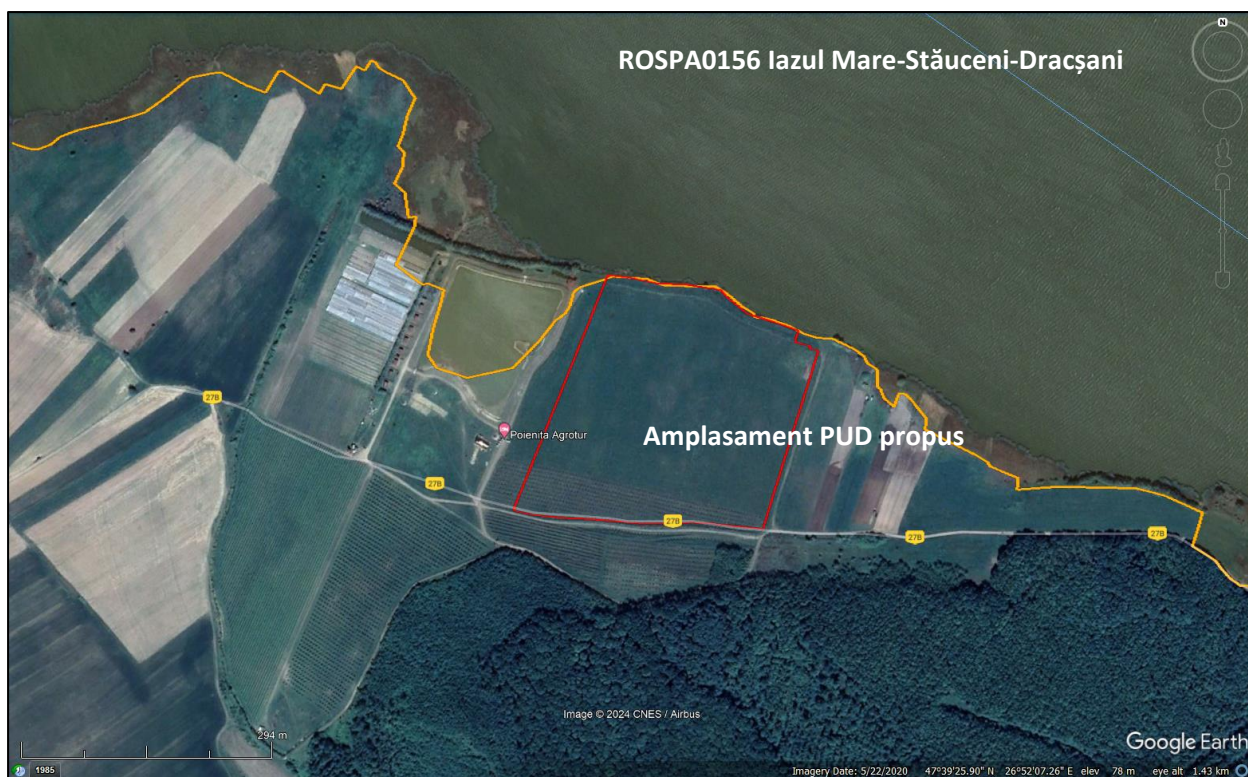 N
ROSPA0156 Iazul Mare-Stăuceni-Dracșani
27B
Poienita Agrotur
Amplasament PUD propus
27B
27B
27B
27B
Image © 2024 CNES / Airbus
294 m
Google Earth
1985
Imagery Date: 5/22/2020 47°39'25.90" N 26°52'07.26" E elev 78 m eye alt 1.43 km